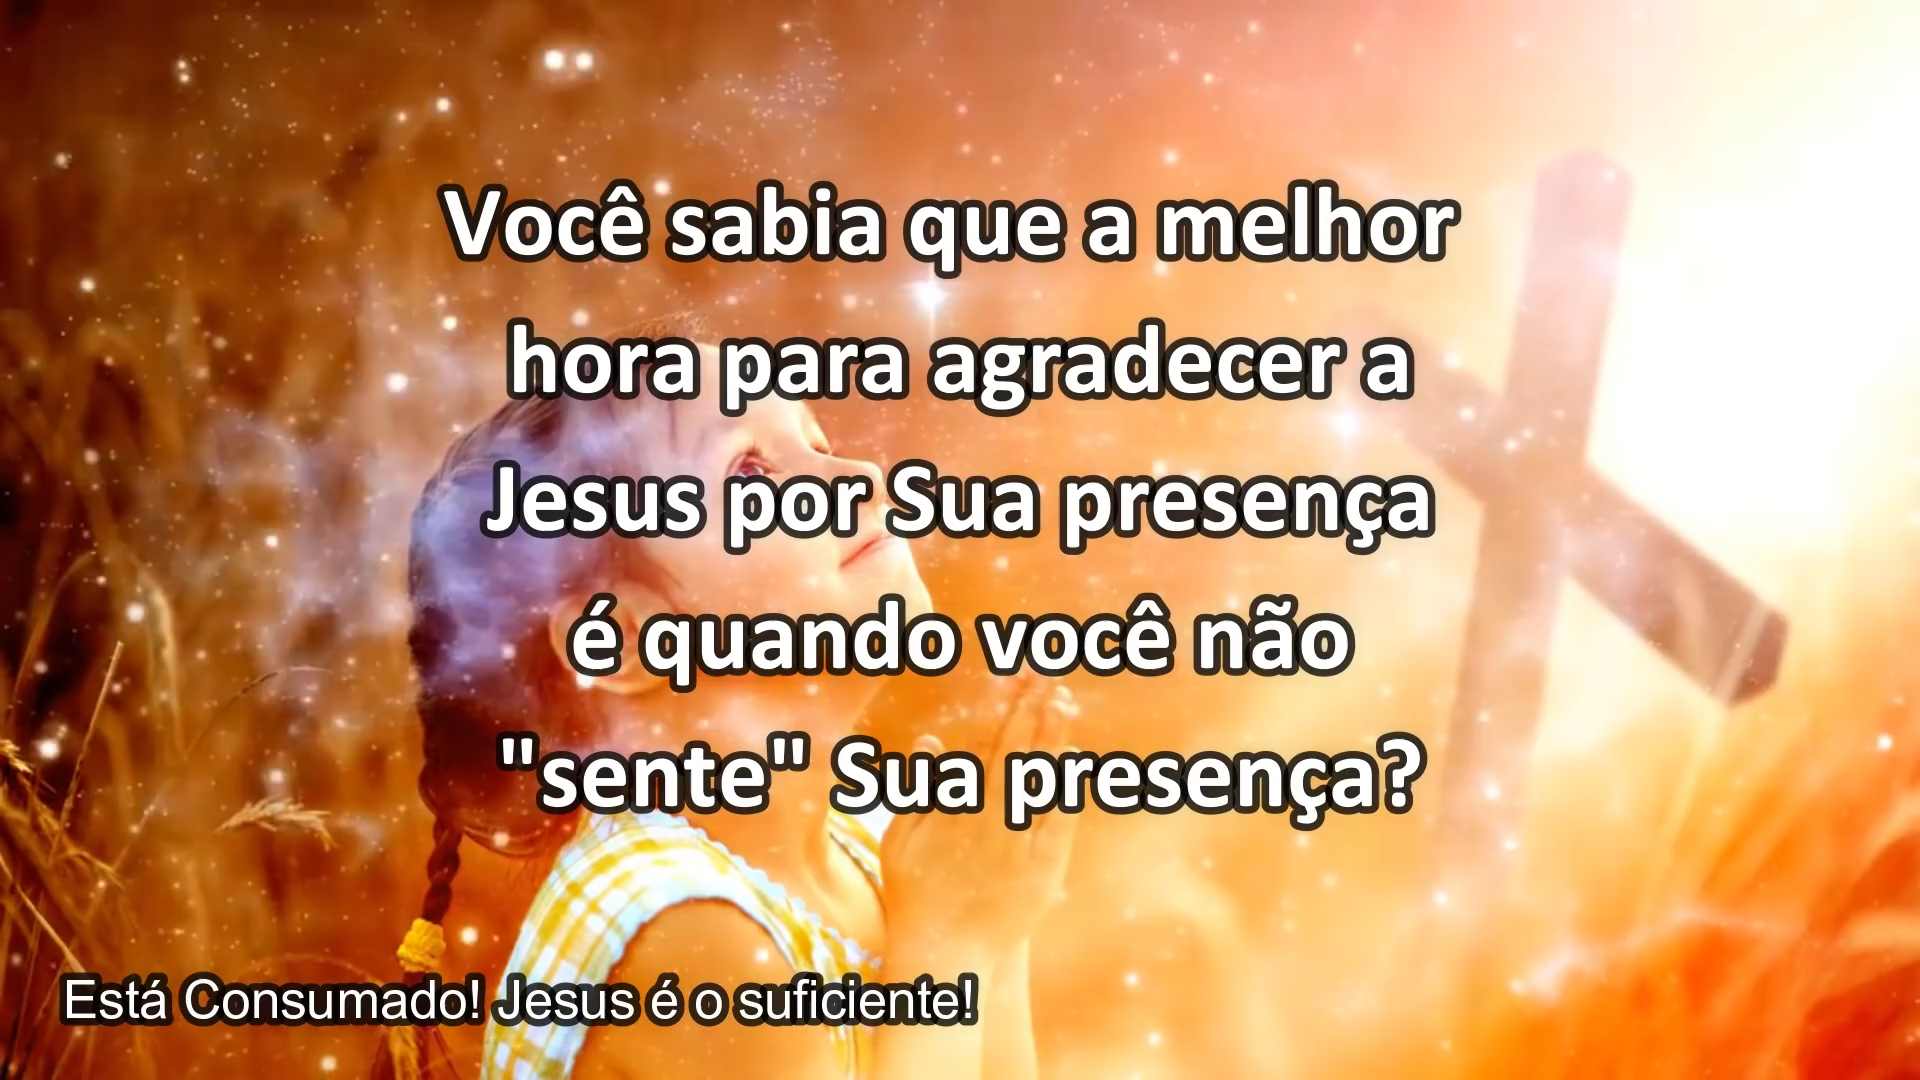 Você sabia que a melhor
hora para agradecer a
Jesus por Sua presença
é quando você não
"sente" Sua presença?
Está Consumado! Jesus é o suficiente!